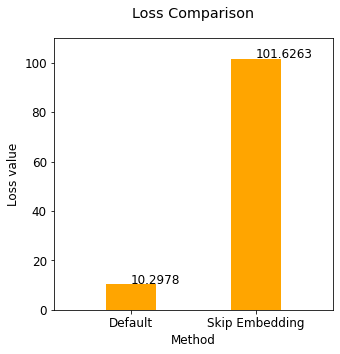 Loss Comparison
Loss value
100
80
60
40
20
0
101.6263
10.2978
Default
Skip Embedding
Method